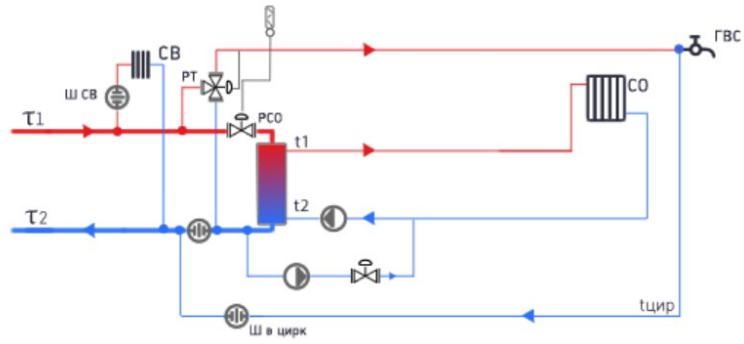 ГВС
СВ
РТ
Ш СВ
СО
τ1
РСО
t1
t2
τ2
tцир
Ш в цирк